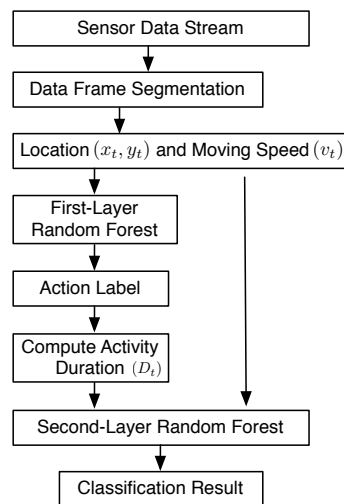 Sensor Data Stream
Data Frame Segmentation
Location (x_t, y_t) and Moving Speed (v_t)
First-Layer
Random Forest
Action Label
Compute Activity
Duration (D_t)
Second-Layer Random Forest
Classification Result